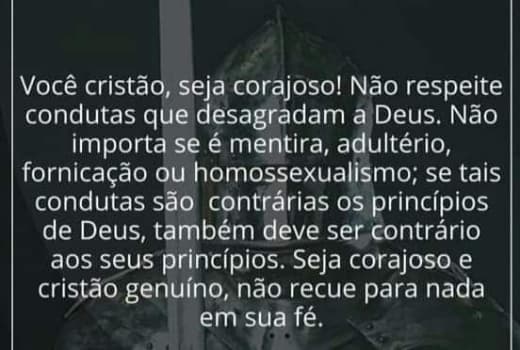 Você cristão, seja corajoso! Não respeite
condutas que desagradam a Deus. Não
importa se é mentira, adultério,
fornicação ou homossexualismo; se tais
condutas são contrárias os princípios
de Deus, também deve ser contrário
aos seus princípios. Seja corajoso e
cristão genuíno, não recue para nada
em sua fé.